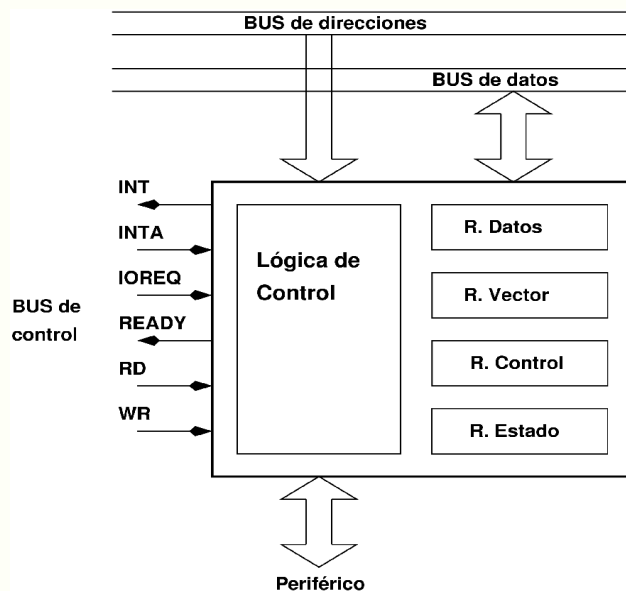 BUS de direcciones
BUS de datos
INT
INTA
IOREQ
READY
RD
WR
BUS de
control
Lógica de
Control
R. Datos
R. Vector
R. Control
R. Estado
Periférico